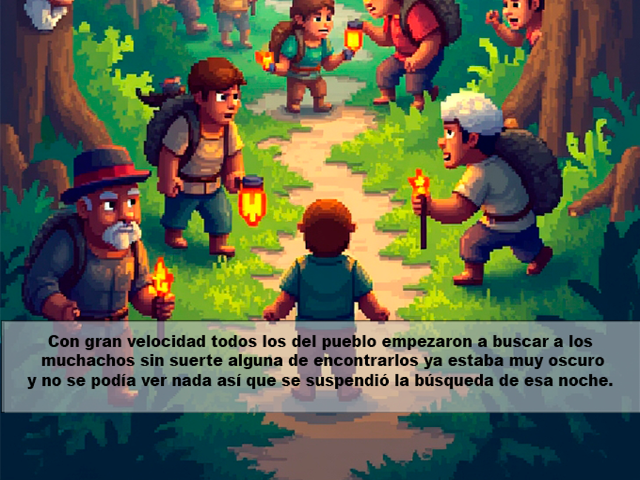 Con gran velocidad todos los del pueblo empezaron a buscar a los
muchachos sin suerte alguna de encontrarlos ya estaba muy oscuro
y no se podía ver nada así que se suspendió la búsqueda de esa noche.